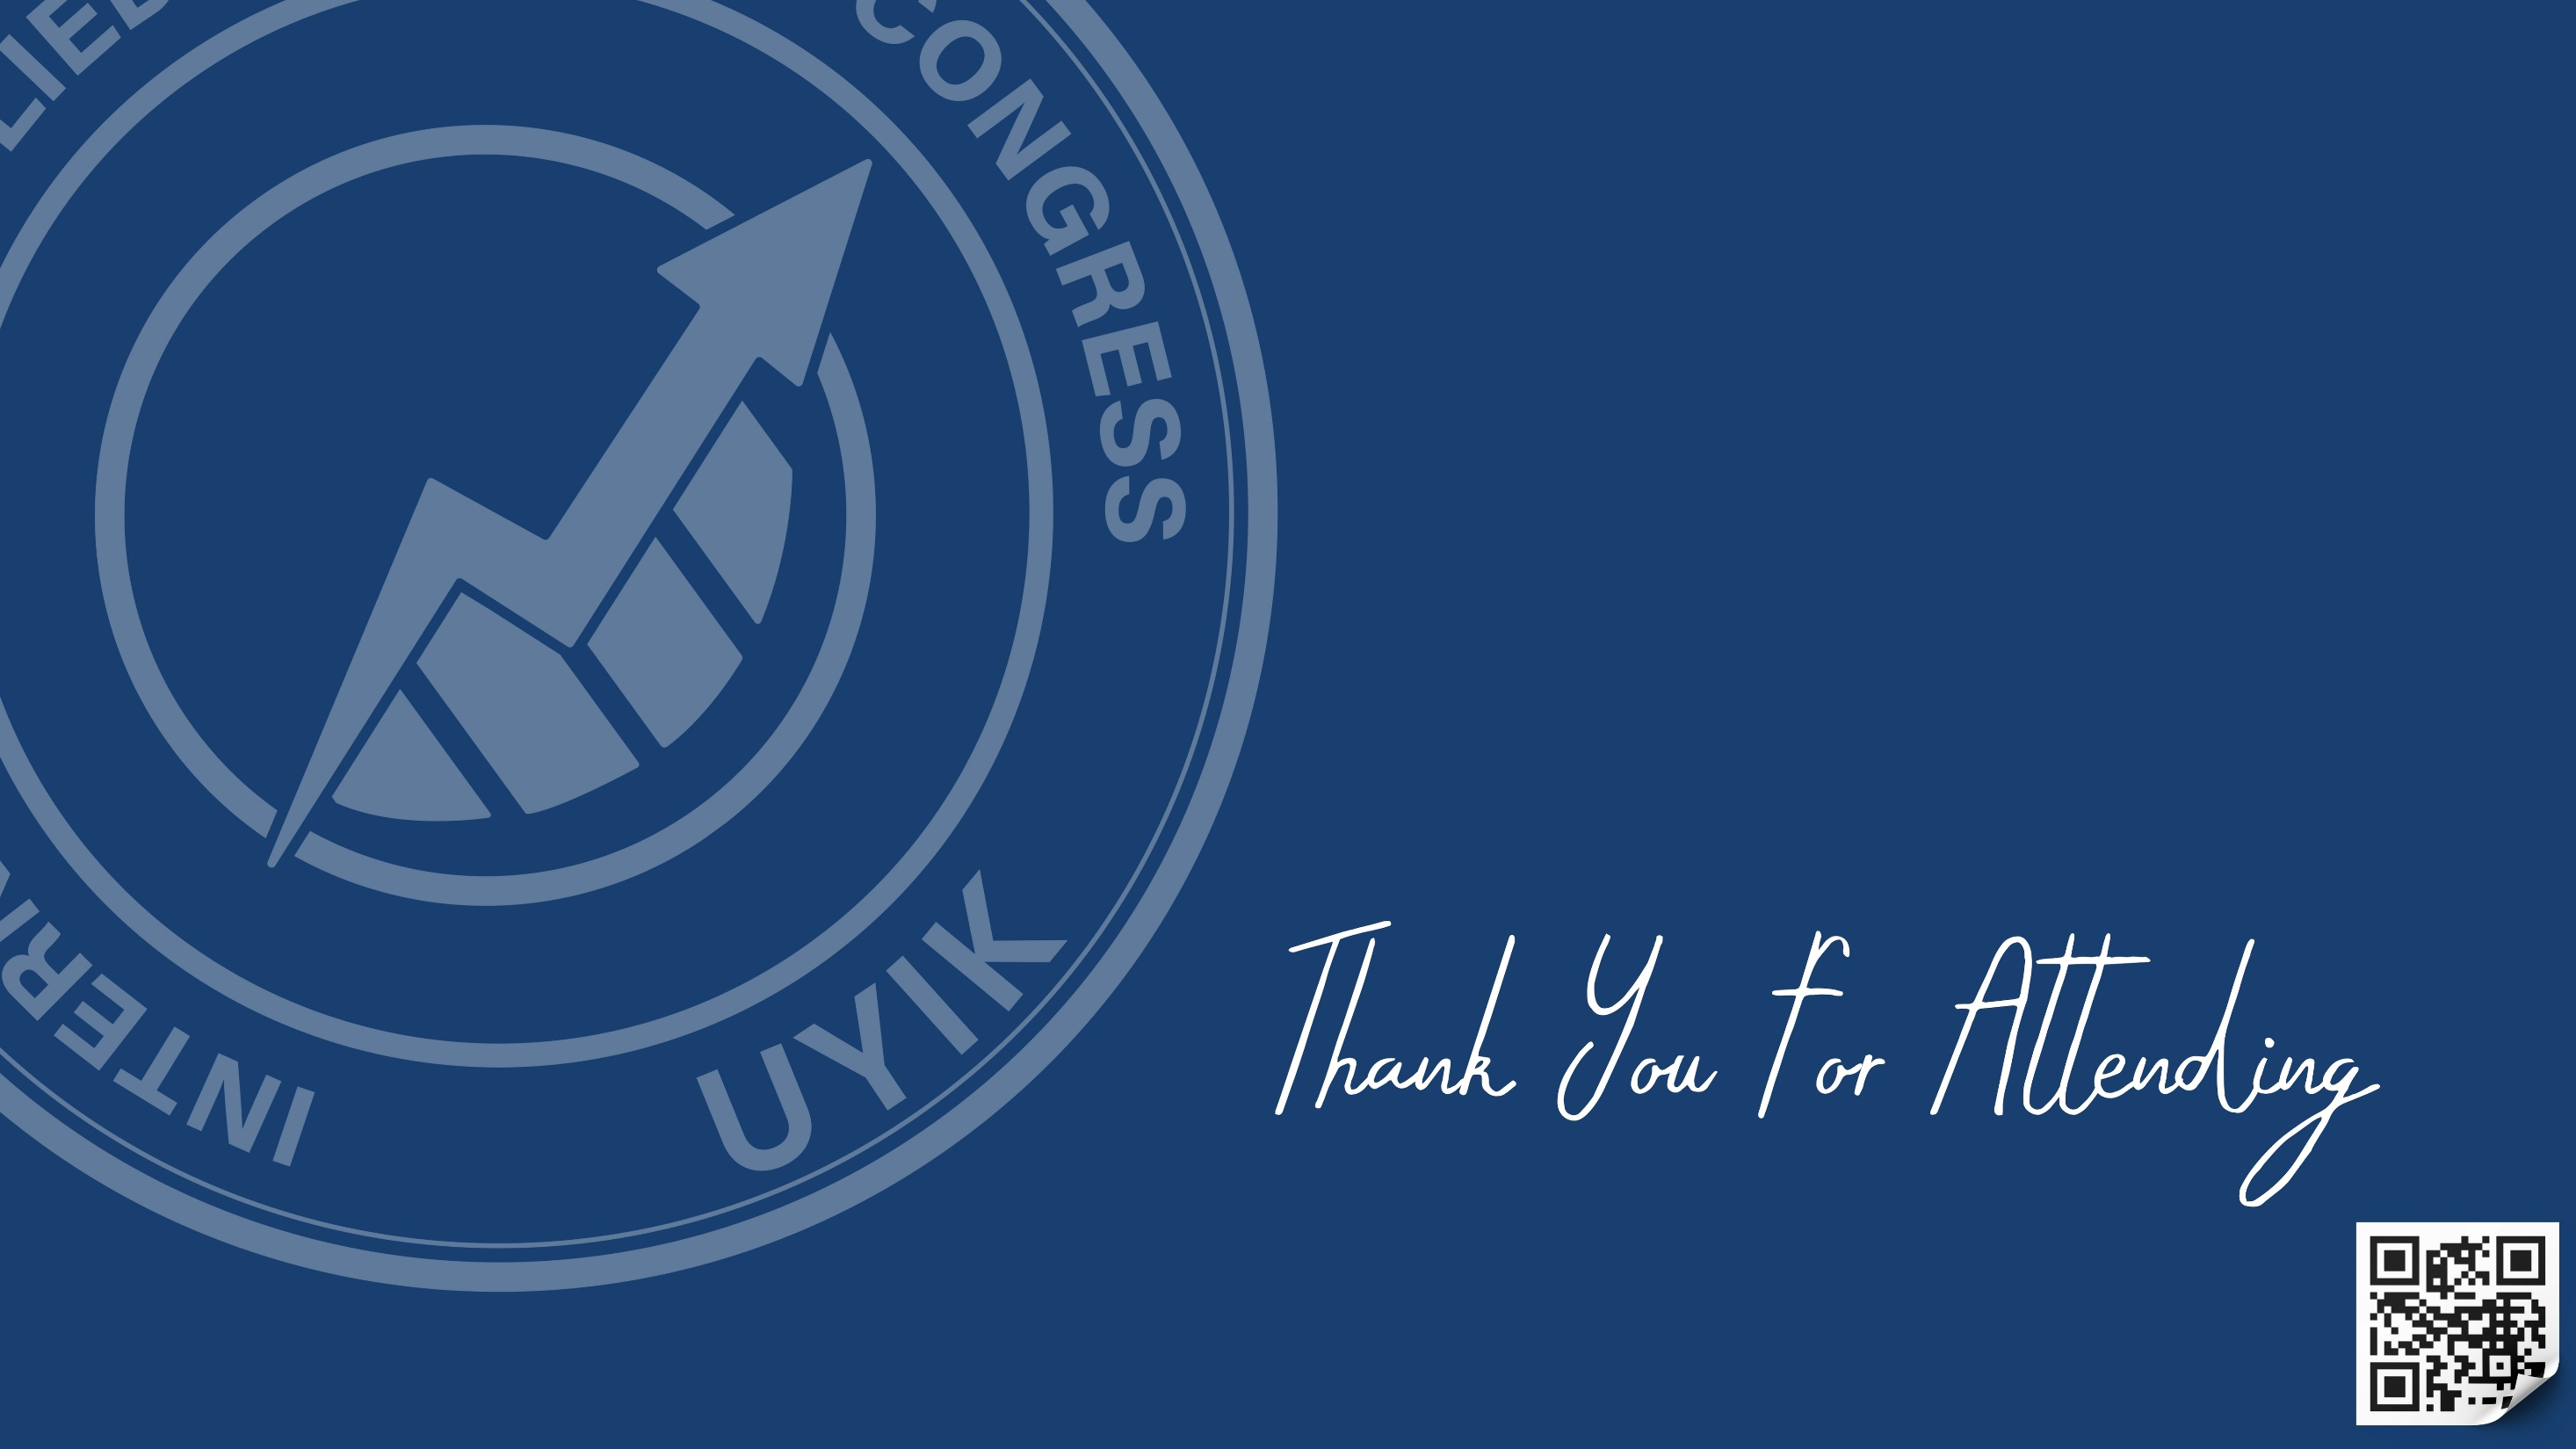 CONGRESS
UYIK
Thank You For Attending